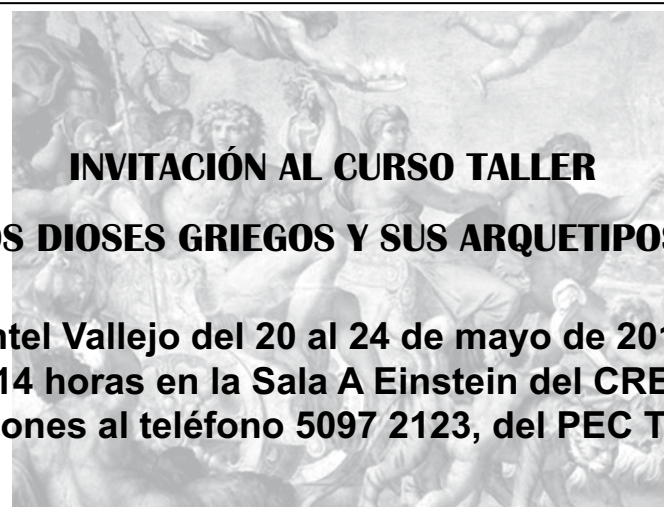 INVITACIÓN AL CURSO TALLER
OS DIOSES GRIEGOS Y SUS ARQUETIPOS
ntel Vallejo del 20 al 24 de mayo de 201
14 horas en la Sala A Einstein del CRE
ones al teléfono 5097 2123, del PEC T